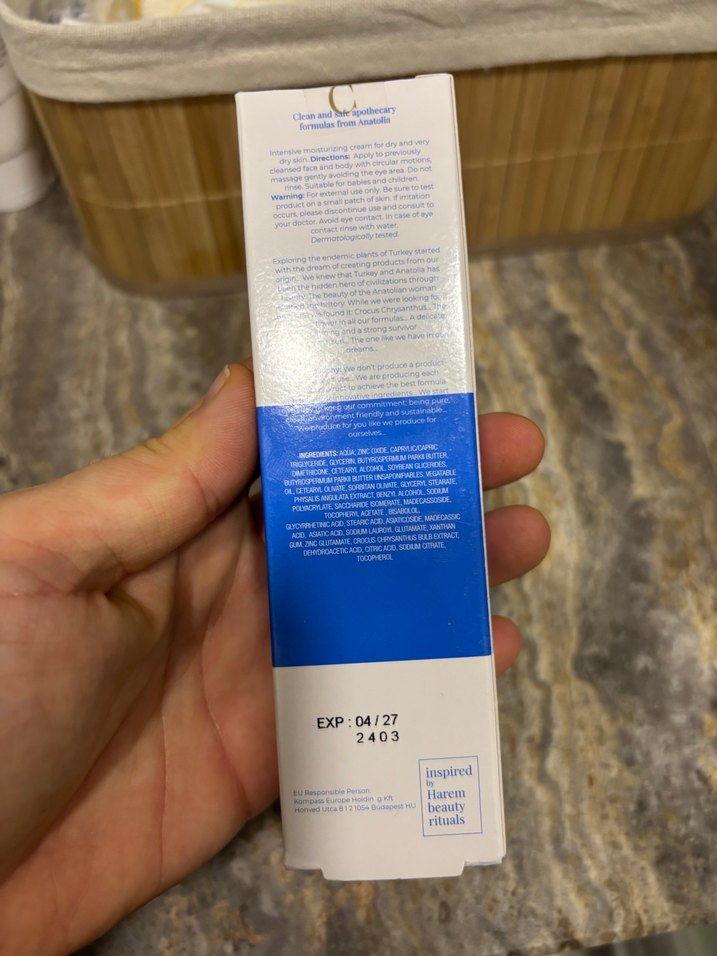 C
Clean and safe apothecary
formulas from Anatolia
Intensive moisturizing cream for dry and very
dry skin. Directions: Apply to previously
cleansed face and body with circular motions,
massage gently avoiding the eye area. Do not
rinse. Suitable for babies and children.
Warning: For external use only. Be sure to test
product on a small patch of skin. If irritation
occurs, please discontinue use and consult to
your doctor. Avoid eye contact. In case of eye
contact rinse with water.
Dermatologically tested.
Exploring the endemic plants of Turkey started
with the dream of creating products from our
origin... We knew that Turkey and Anatolia has
been the hidden hero of civilizations through
The beauty of the Anatolian woman
the history. While we were looking for
found it: Crocus Chrysanthus... The
in all our formulas... A delicate
and a strong survivor
The one like we have in our
dreams...
We don't produce a product
use... We are producing each
to achieve the best formula
innovative ingredients... We start
keep our commitment: being pure,
environment friendly and sustainable...
We produce for you like we produce for
ourselves...
INGREDIENTS: AQUA, ZINC OXIDE, CAPRYLIC/CAPRIC
TRIGLYCERIDE, GLYCERIN, BUTYROSPERMUM PARKII BUTTER,
DIMETHICONE, CETEARYL ALCOHOL, SOYBEAN GLICERIDES,
BUTYROSPERMUM PARKII BUTTER UNSAPONIFIABLES, VEGATABLE
OIL, CETEARYL OLIVATE, SORBITAN OLIVATE, GLYCERYL STEARATE,
PHYSALIS ANGULATA EXTRACT, BENZYL ALCOHOL, SODIUM
POLYACRYLATE, SACCHARIDE ISOMERATE, MADECASSOSIDE,
TOCOPHERYL ACETATE , BISABOLOL,
GLYCYRRHETINIC ACID, STEARIC ACID, ASIATICOSIDE, MADECASSIC
ACID, ASIATIC ACID, SODIUM LAUROYL GLUTAMATE, XANTHAN
GUM, ZINC GLUTAMATE, CROCUS CHRYSANTHUS BULB EXTRACT,
DEHYDROACETIC ACID, CITRIC ACID, SODIUM CITRATE,
TOCOPHEROL
EXP : 04 / 27
2403
EU Responsible Person:
Kompass Europe Holdin g Kft
Honved Utca 8 1 2 1054 Budapest HU
inspired
by
Harem
beauty
rituals